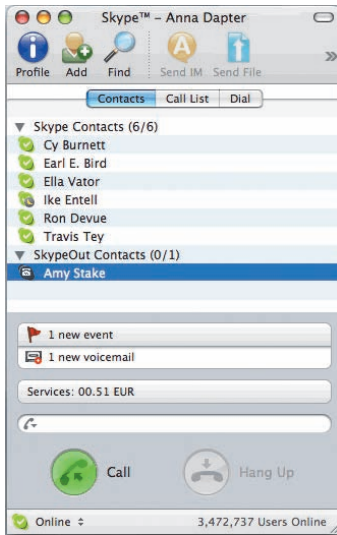 Skype™ – Anna Dapter
Profile Add Find Send IM Send File »
Contacts Call List Dial
Skype Contacts (6/6)
Cy Burnett
Earl E. Bird
Ella Vator
Ike Entell
Ron Devue
Travis Tey
SkypeOut Contacts (0/1)
Amy Stake
1 new event
1 new voicemail
Services: 00.51 EUR
Call Hang Up
Online 3,472,737 Users Online